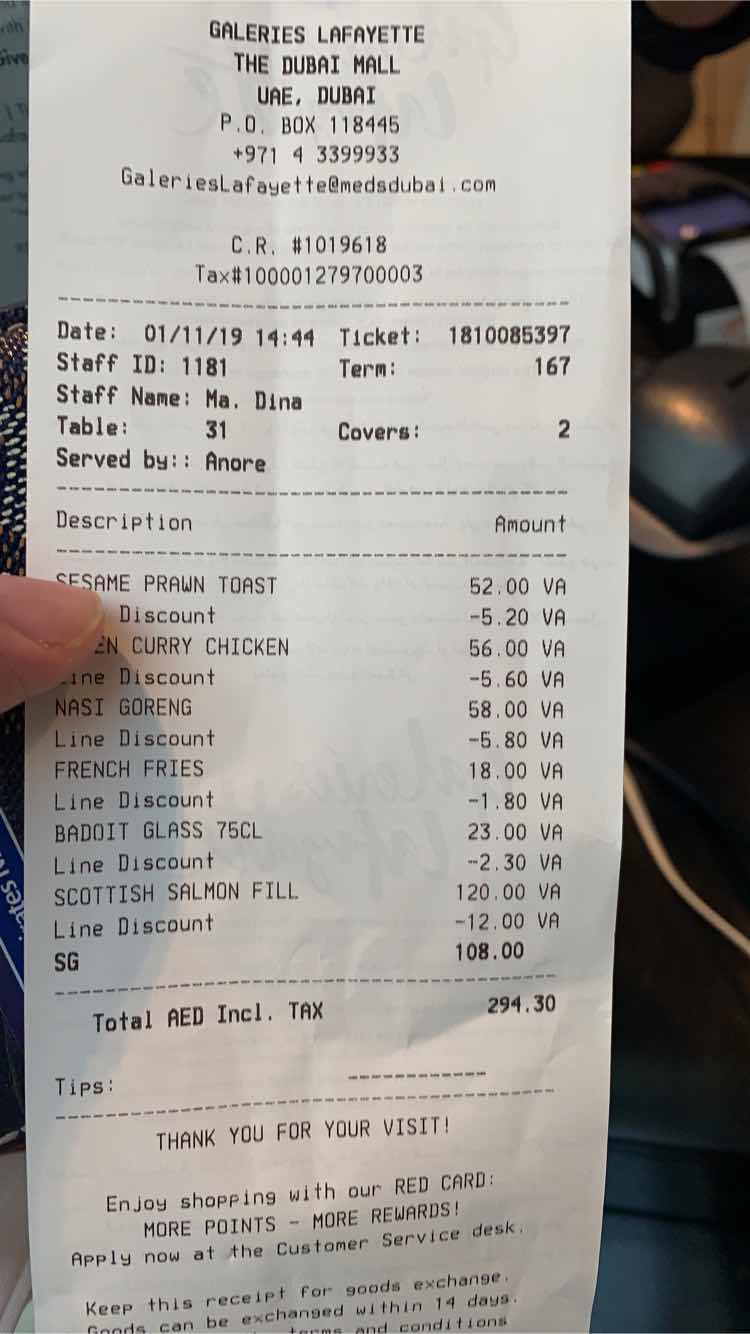 GALERIES LAFAYETTE
THE DUBAI MALL
UAE, DUBAI
P.O. BOX 118445
+971 4 3399933
GaleriesLafayette@medsdubai.com
C.R. #1019618
Tax#100001279700003
Date: 01/11/19 14:44 Ticket: 1810085397
Staff ID: 1181 Term: 167
Staff Name: Ma. Dina
Table: 31 Covers: 2
Served by:: Anore
Description Amount
SESAME PRAWN TOAST 52.00 VA
Discount -5.20 VA
CURRY CHICKEN 56.00 VA
Line Discount -5.60 VA
NASI GORENG 58.00 VA
Line Discount -5.80 VA
FRENCH FRIES 18.00 VA
Line Discount -1.80 VA
BADOIT GLASS 75CL 23.00 VA
Line Discount -2.30 VA
SCOTTISH SALMON FILL 120.00 VA
Line Discount -12.00 VA
SG 108.00
Total AED Incl. TAX 294.30
Tips:
THANK YOU FOR YOUR VISIT!
Enjoy shopping with our RED CARD:
MORE POINTS - MORE REWARDS!
Apply now at the Customer Service desk.
Keep this receipt for goods exchange.
Goods can be exchanged within 14 days.
terms and conditions